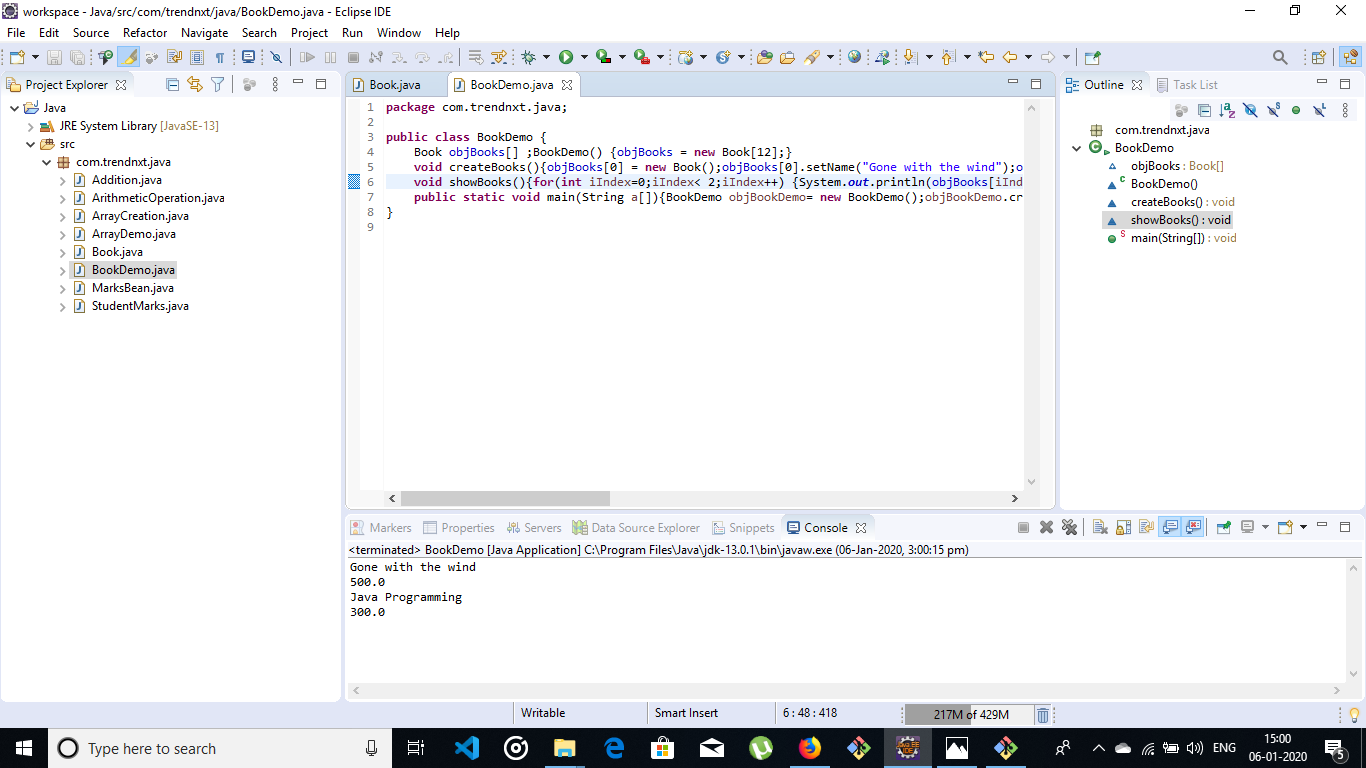 workspace - Java/src/com/trendnxt/java/BookDemo.java - Eclipse IDE
File Edit Source Refactor Navigate Search Project Run Window Help
Project Explorer
Java
JRE System Library [JavaSE-13]
src
com.trendnxt.java
Addition.java
ArithmeticOperation.java
ArrayCreation.java
ArrayDemo.java
Book.java
BookDemo.java
MarksBean.java
StudentMarks.java
Book.java BookDemo.java
1 package com.trendnxt.java;
2
3 public class BookDemo {
4 Book objBooks[] ;BookDemo() {objBooks = new Book[12];}
5 void createBooks(){objBooks[0] = new Book();objBooks[0].setName("Gone with the wind");o
6 void showBooks(){for(int iIndex=0;iIndex< 2;iIndex++) {System.out.println(objBooks[iInd
7 public static void main(String a[]){BookDemo objBookDemo= new BookDemo();objBookDemo.cr
8 }
9
Outline Task List
com.trendnxt.java
BookDemo
objBooks : Book[]
BookDemo()
createBooks() : void
showBooks() : void
main(String[]) : void
Markers Properties Servers Data Source Explorer Snippets Console
<terminated> BookDemo [Java Application] C:\Program Files\Java\jdk-13.0.1\bin\javaw.exe (06-Jan-2020, 3:00:15 pm)
Gone with the wind
500.0
Java Programming
300.0
Writable Smart Insert 6 : 48 : 418 217M of 429M
Type here to search
ENG
15:00
06-01-2020
5